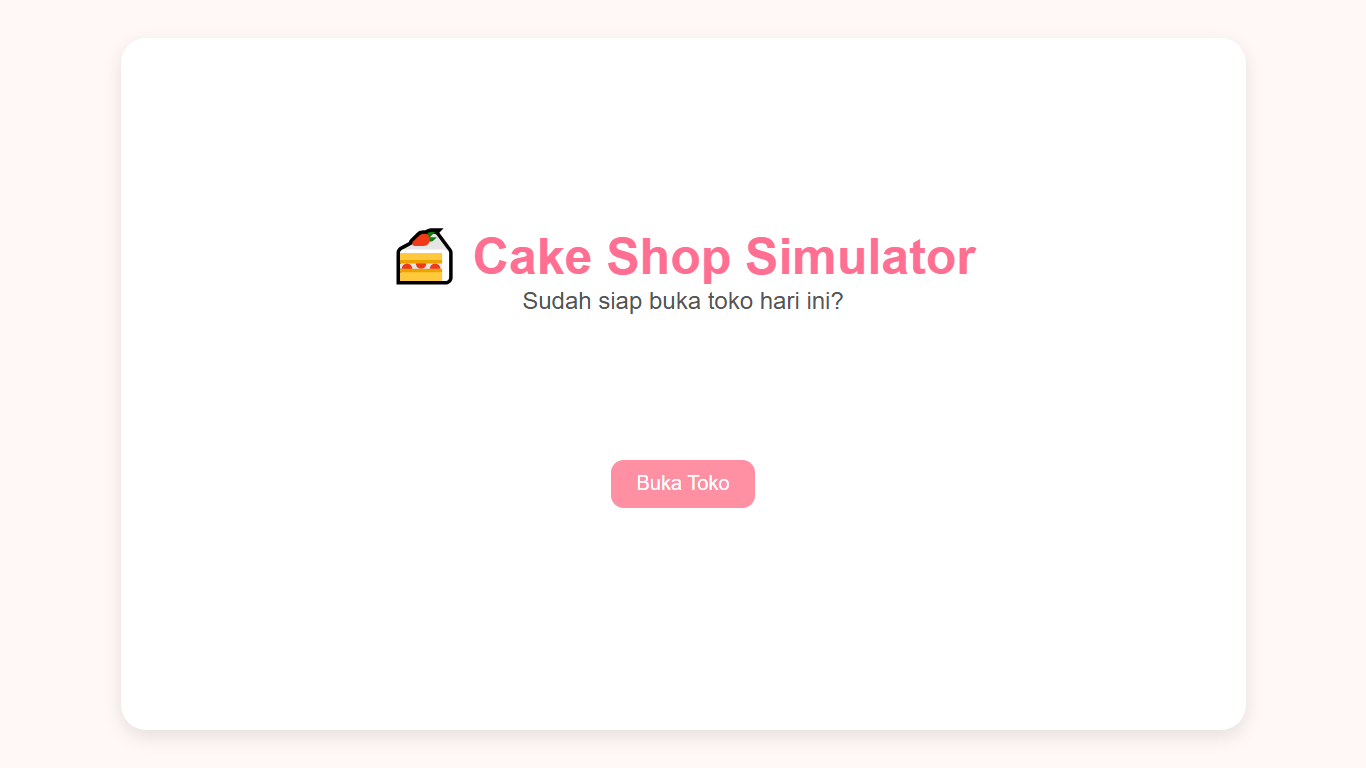 Cake Shop Simulator
Sudah siap buka toko hari ini?
Buka Toko